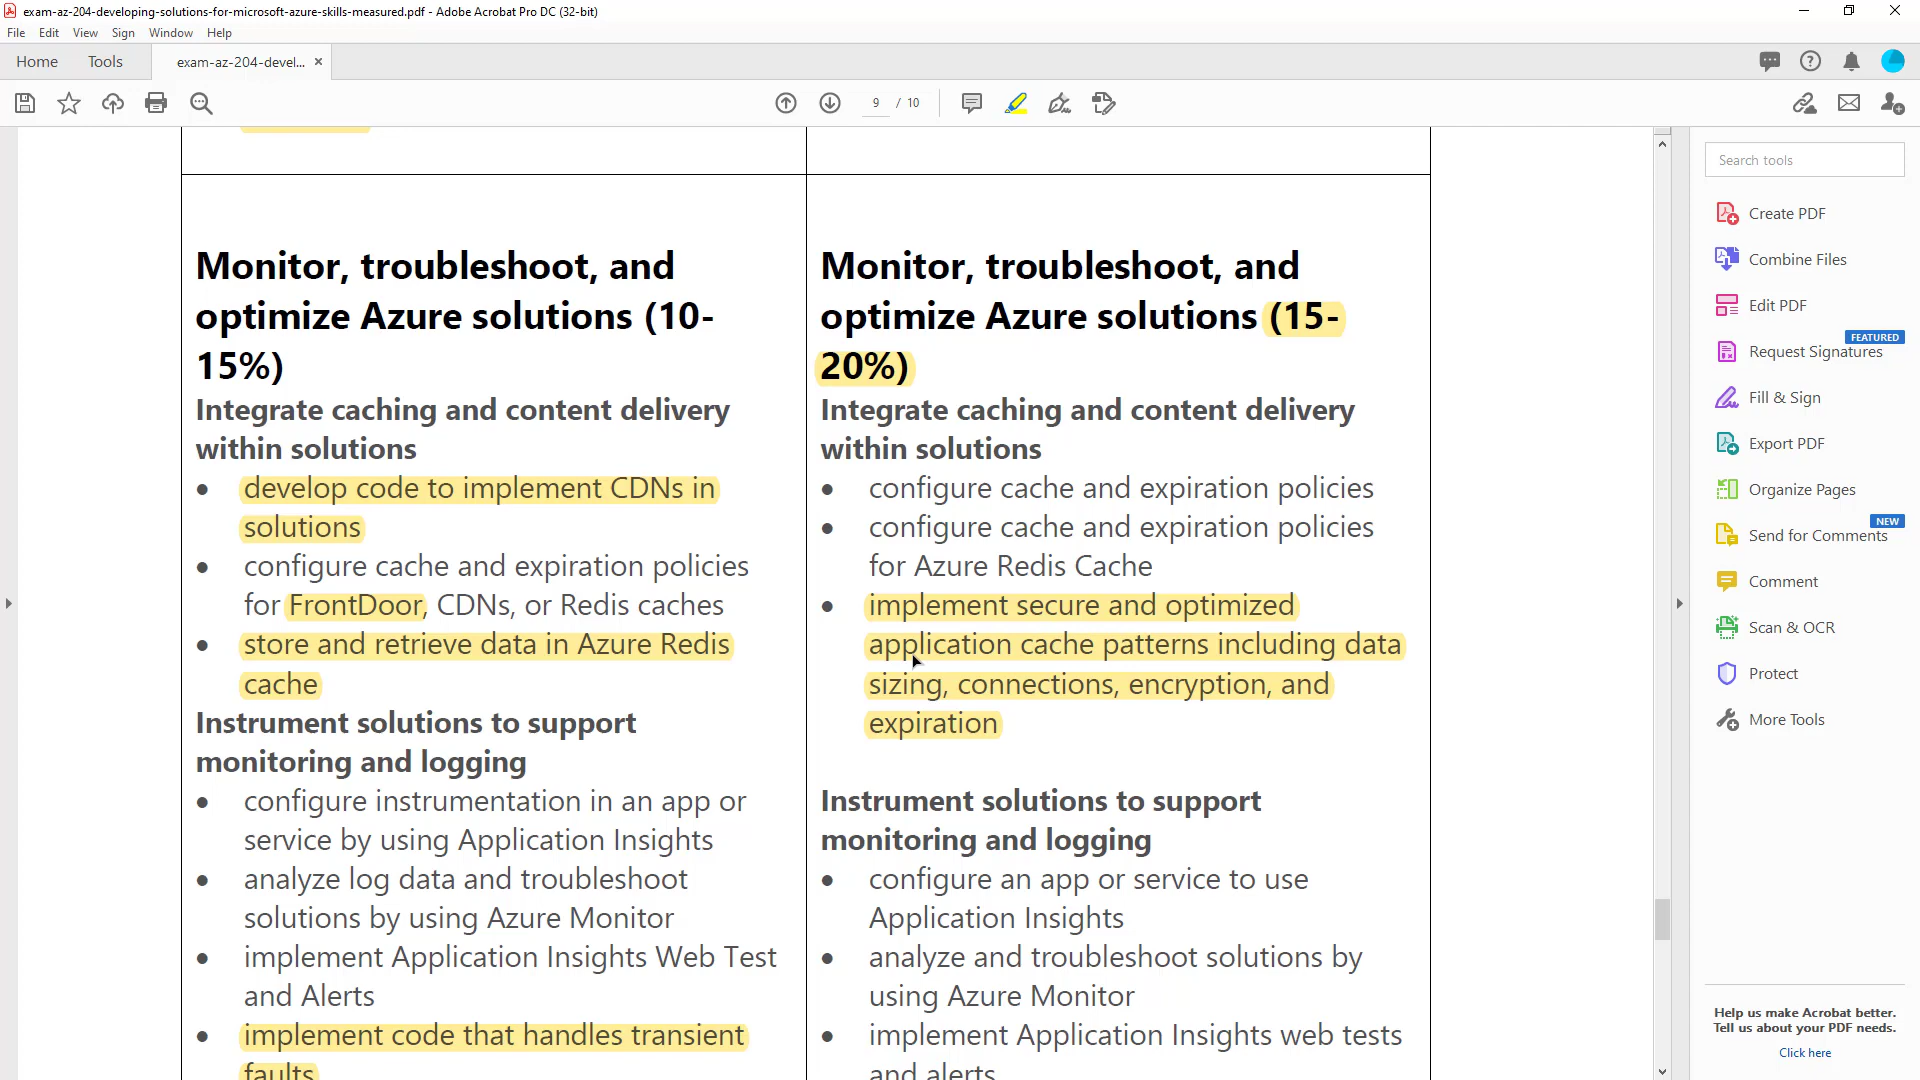 exam-az-204-developing-solutions-for-microsoft-azure-skills-measured.pdf - Adobe Acrobat Pro DC (32-bit)
File Edit View Sign Window Help
Home Tools exam-az-204-devel... ×
9 / 10
Monitor, troubleshoot, and
optimize Azure solutions (10-
15%)
Integrate caching and content delivery
within solutions
• develop code to implement CDNs in
solutions
• configure cache and expiration policies
for FrontDoor, CDNs, or Redis caches
• store and retrieve data in Azure Redis
cache
Instrument solutions to support
monitoring and logging
• configure instrumentation in an app or
service by using Application Insights
• analyze log data and troubleshoot
solutions by using Azure Monitor
• implement Application Insights Web Test
and Alerts
• implement code that handles transient
faults
Monitor, troubleshoot, and
optimize Azure solutions (15-
20%)
Integrate caching and content delivery
within solutions
• configure cache and expiration policies
• configure cache and expiration policies
for Azure Redis Cache
• implement secure and optimized
application cache patterns including data
sizing, connections, encryption, and
expiration
Instrument solutions to support
monitoring and logging
• configure an app or service to use
Application Insights
• analyze and troubleshoot solutions by
using Azure Monitor
• implement Application Insights web tests
and alerts
Search tools
Create PDF
Combine Files
Edit PDF
FEATURED
Request Signatures
Fill & Sign
Export PDF
Organize Pages
NEW
Send for Comments
Comment
Scan & OCR
Protect
More Tools
Help us make Acrobat better.
Tell us about your PDF needs.
Click here